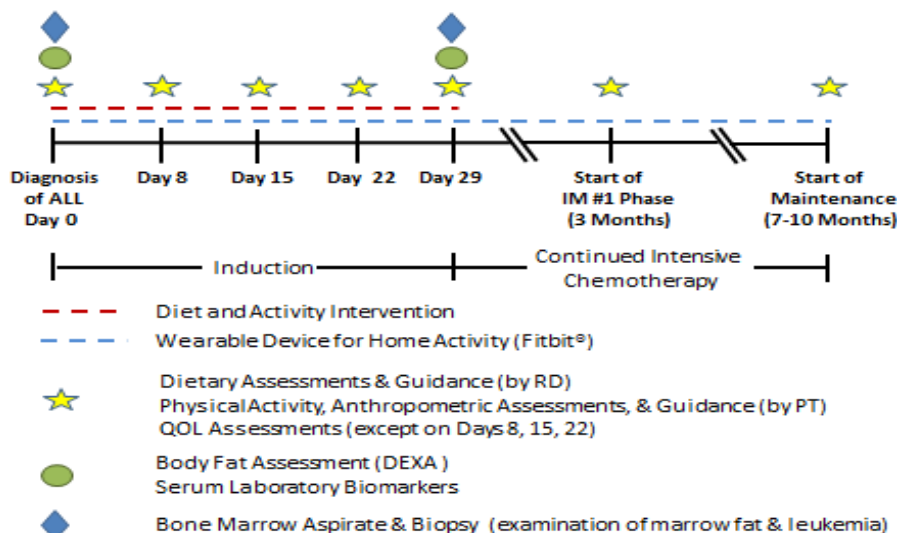 Diagnosis of ALL Day 0
Day 8
Day 15
Day 22
Day 29
Start of IM #1 Phase (3 Months)
Start of Maintenance (7-10 Months)
Induction
Continued Intensive Chemotherapy
Diet and Activity Intervention
Wearable Device for Home Activity (Fitbit®)
Dietary Assessments & Guidance (by RD)
Physical Activity, Anthropometric Assessments, & Guidance (by PT)
QOL Assessments (except on Days 8, 15, 22)
Body Fat Assessment (DEXA )
Serum Laboratory Biomarkers
Bone Marrow Aspirate & Biopsy (examination of marrow fat & leukemia)